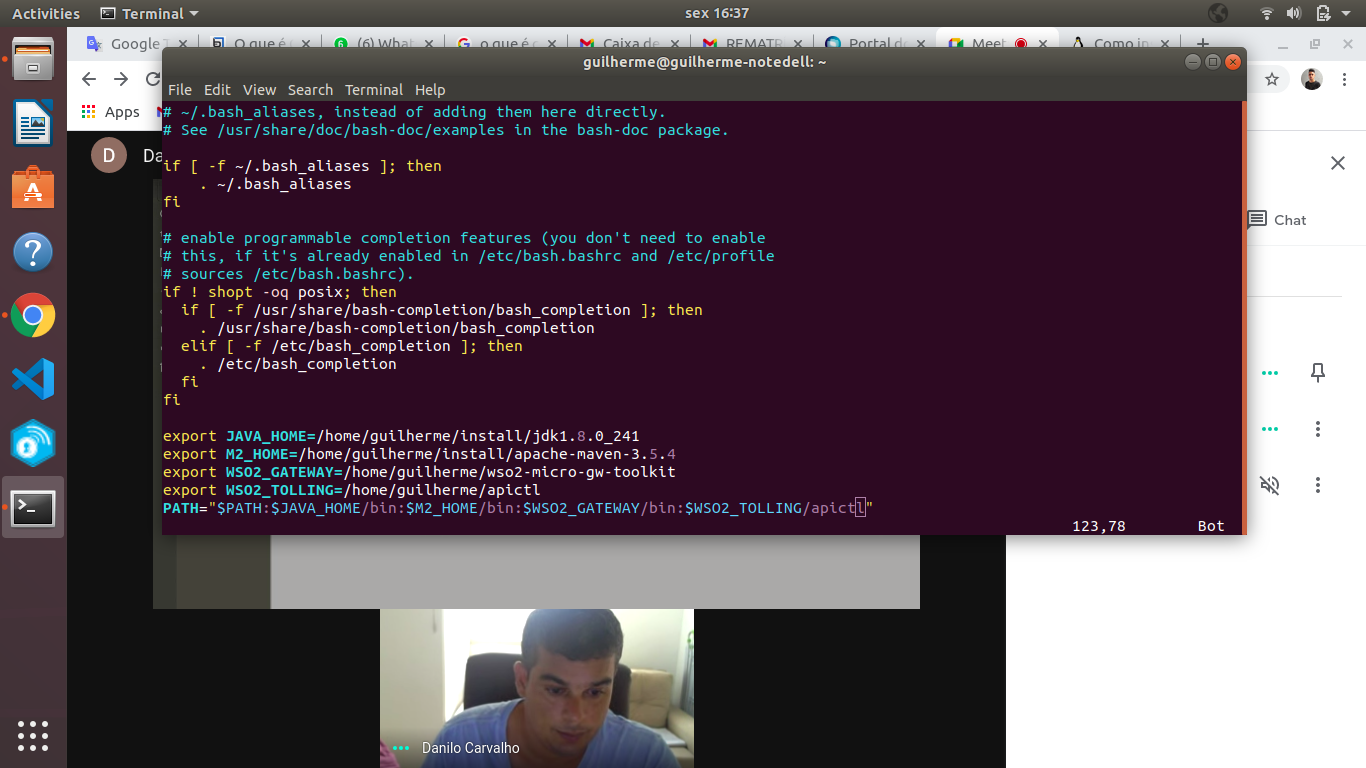 Activities
Terminal
sex 16:37
Google T
O que é
(6) What
o que é c
Caixa de
REMATR
Portal d
Meet
Como in
guilherme@guilherme-notedell: ~
File Edit View Search Terminal Help
Apps
D
Da
# ~/.bash_aliases, instead of adding them here directly.
# See /usr/share/doc/bash-doc/examples in the bash-doc package.
if [ -f ~/.bash_aliases ]; then
. ~/.bash_aliases
fi
# enable programmable completion features (you don't need to enable
# this, if it's already enabled in /etc/bash.bashrc and /etc/profile
# sources /etc/bash.bashrc).
if ! shopt -oq posix; then
if [ -f /usr/share/bash-completion/bash_completion ]; then
. /usr/share/bash-completion/bash_completion
elif [ -f /etc/bash_completion ]; then
. /etc/bash_completion
fi
fi
export JAVA_HOME=/home/guilherme/install/jdk1.8.0_241
export M2_HOME=/home/guilherme/install/apache-maven-3.5.4
export WSO2_GATEWAY=/home/guilherme/wso2-micro-gw-toolkit
export WSO2_TOLLING=/home/guilherme/apictl
PATH="$PATH:$JAVA_HOME/bin:$M2_HOME/bin:$WSO2_GATEWAY/bin:$WSO2_TOLLING/apictl"
123,78 Bot
Chat
Danilo Carvalho